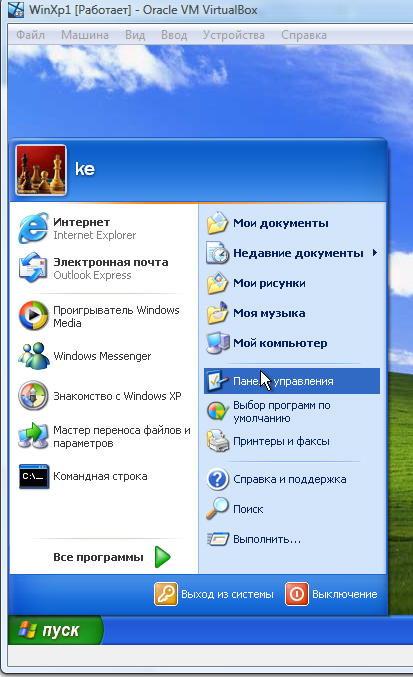 WinXp1 [Работает] - Oracle VM VirtualBox
Файл Машина Вид Ввод Устройства Справка
ke
Интернет
Internet Explorer
Электронная почта
Outlook Express
Проигрыватель Windows
Media
Windows Messenger
Знакомство с Windows XP
Мастер переноса файлов и
параметров
C:\_
Командная строка
Все программы
Мои документы
Недавние документы
Мои рисунки
Моя музыка
Мой компьютер
Панель управления
Выбор программ по
умолчанию
Принтеры и факсы
Справка и поддержка
Поиск
Выполнить...
Выход из системы Выключение
пуск